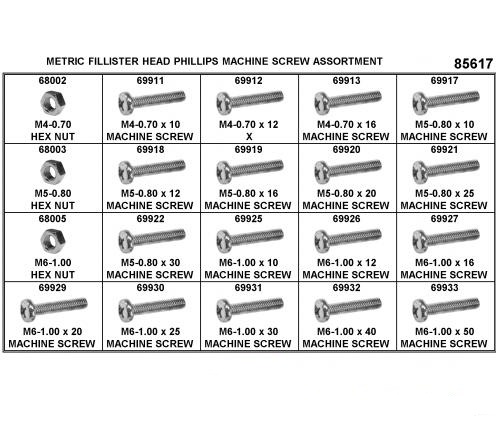 METRIC FILLISTER HEAD PHILLIPS MACHINE SCREW ASSORTMENT 85617
68002 69911 69912 69913 69917
M4-0.70 M4-0.70 x 10 M4-0.70 x 12 M4-0.70 x 16 M5-0.80 x 10
HEX NUT MACHINE SCREW X MACHINE SCREW MACHINE SCREW
68003 69918 69919 69920 69921
M5-0.80 M5-0.80 x 12 M5-0.80 x 16 M5-0.80 x 20 M5-0.80 x 25
HEX NUT MACHINE SCREW MACHINE SCREW MACHINE SCREW MACHINE SCREW
68005 69922 69925 69926 69927
M6-1.00 M5-0.80 x 30 M6-1.00 x 10 M6-1.00 x 12 M6-1.00 x 16
HEX NUT MACHINE SCREW MACHINE SCREW MACHINE SCREW MACHINE SCREW
69929 69930 69931 69932 69933
M6-1.00 x 20 M6-1.00 x 25 M6-1.00 x 30 M6-1.00 x 40 M6-1.00 x 50
MACHINE SCREW MACHINE SCREW MACHINE SCREW MACHINE SCREW MACHINE SCREW